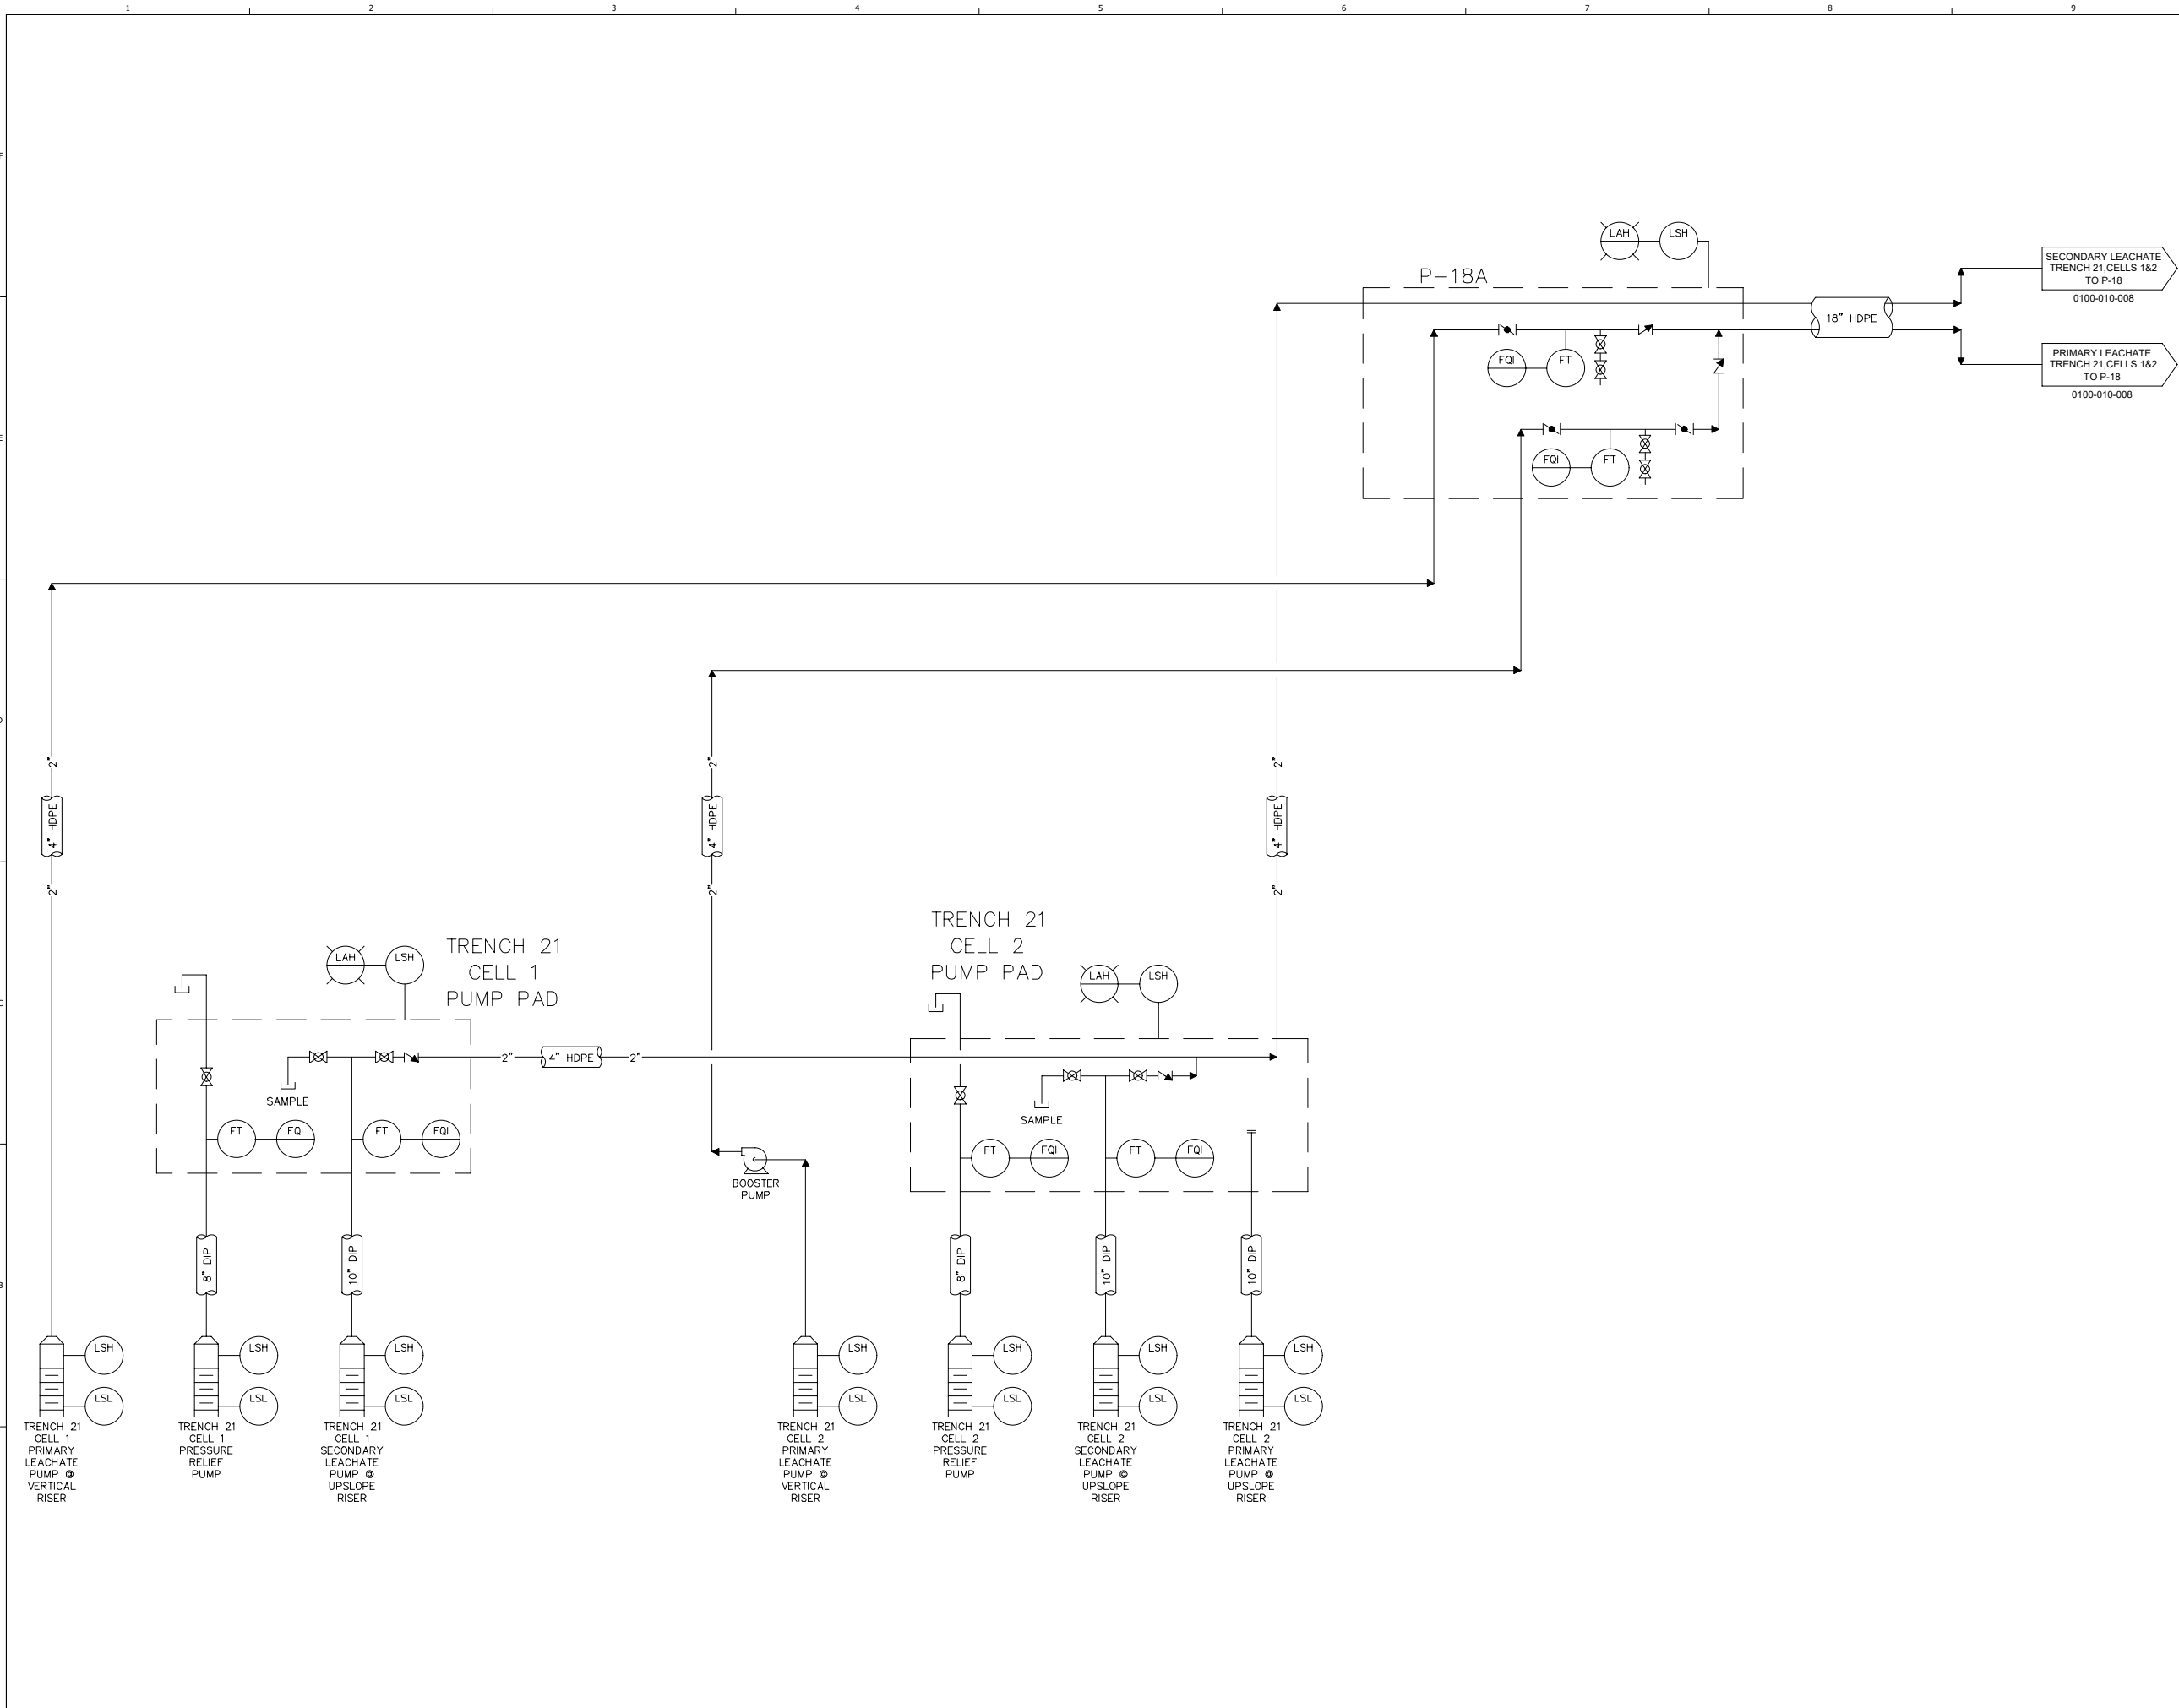 1 2 3 4 5 6 7 8 9
F
LAH LSH
P-18A
SECONDARY LEACHATE
TRENCH 21,CELLS 1&2
TO P-18
0100-010-008
18" HDPE
FQI FT
PRIMARY LEACHATE
TRENCH 21,CELLS 1&2
TO P-18
0100-010-008
E
FQI FT
D
2" 2" 2"
4" HDPE 4" HDPE 4" HDPE
2" 2" 2"
TRENCH 21
CELL 1
PUMP PAD
LAH LSH
TRENCH 21
CELL 2
PUMP PAD
LAH LSH
C
2" 4" HDPE 2"
SAMPLE
FT FQI FT FQI
SAMPLE
FT FQI FT FQI
BOOSTER
PUMP
B
8" DIP 10" DIP 8" DIP 10" DIP 10" DIP
LSH LSH LSH LSH LSH LSH LSH
LSL LSL LSL LSL LSL LSL LSL
TRENCH 21
CELL 1
PRIMARY
LEACHATE
PUMP @
VERTICAL
RISER
TRENCH 21
CELL 1
PRESSURE
RELIEF
PUMP
TRENCH 21
CELL 1
SECONDARY
LEACHATE
PUMP @
UPSLOPE
RISER
TRENCH 21
CELL 2
PRIMARY
LEACHATE
PUMP @
VERTICAL
RISER
TRENCH 21
CELL 2
PRESSURE
RELIEF
PUMP
TRENCH 21
CELL 2
SECONDARY
LEACHATE
PUMP @
UPSLOPE
RISER
TRENCH 21
CELL 2
PRIMARY
LEACHATE
PUMP @
UPSLOPE
RISER